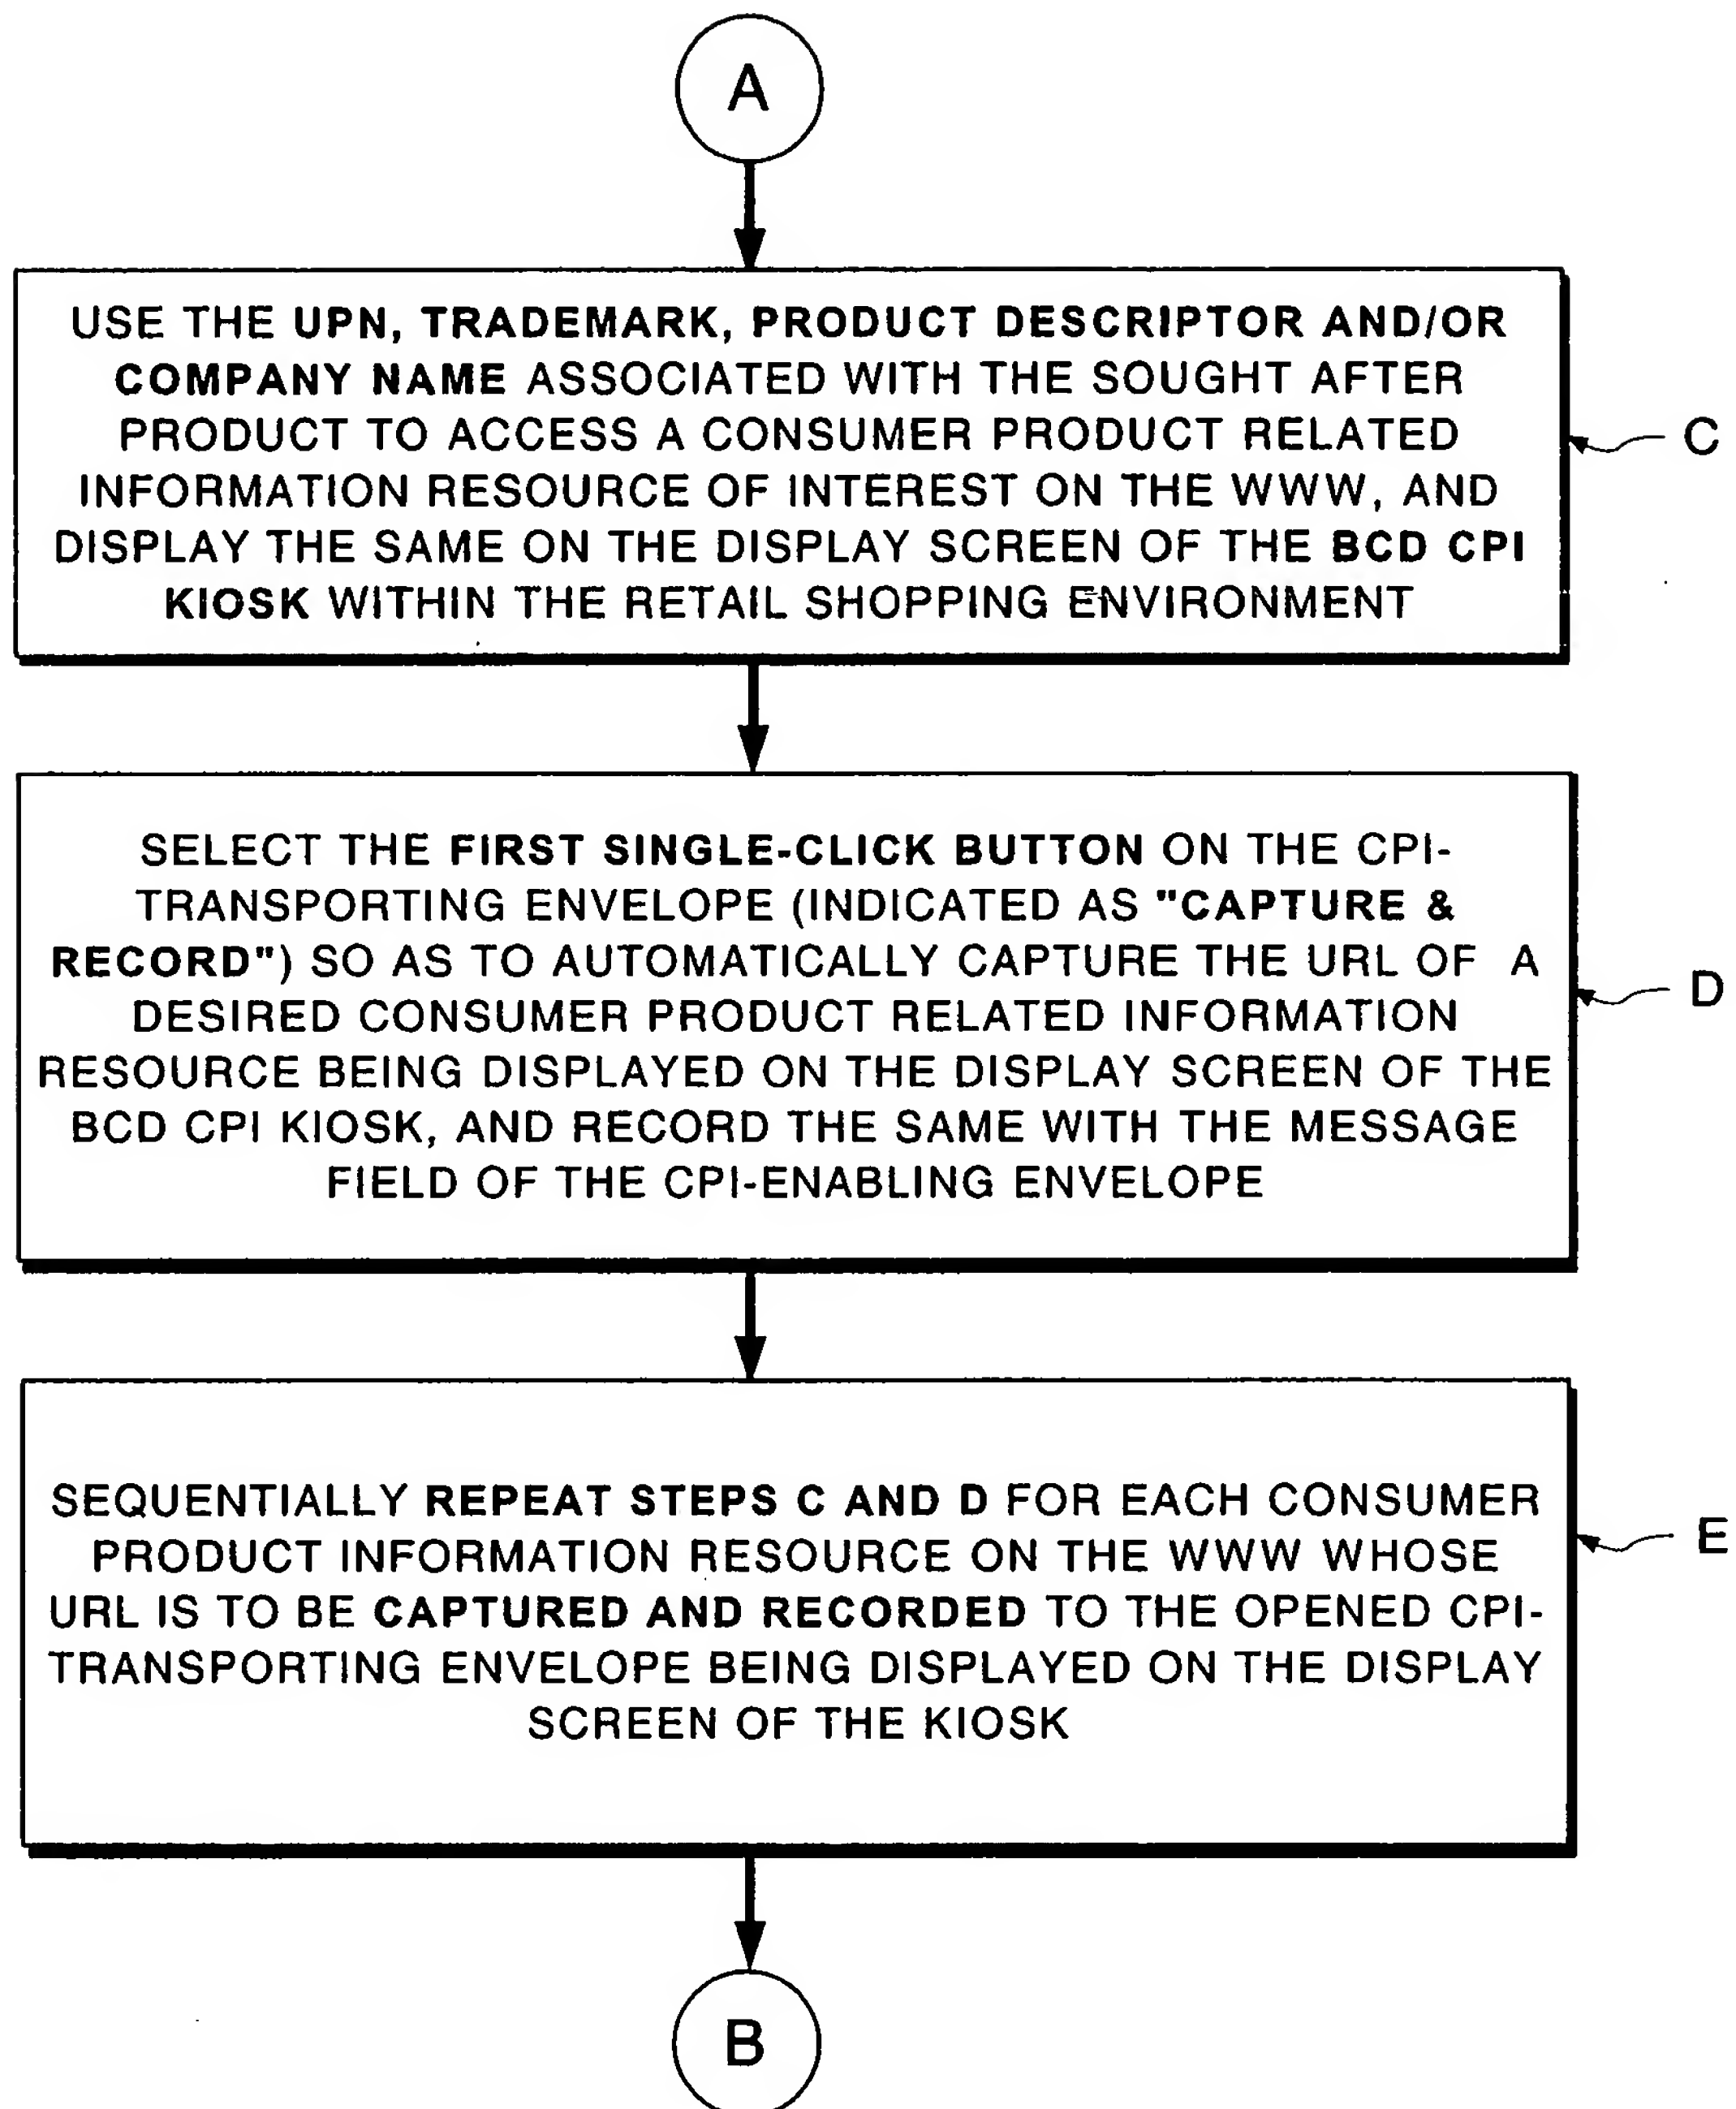 A
USE THE UPN, TRADEMARK, PRODUCT DESCRIPTOR AND/OR
COMPANY NAME ASSOCIATED WITH THE SOUGHT AFTER
PRODUCT TO ACCESS A CONSUMER PRODUCT RELATED
INFORMATION RESOURCE OF INTEREST ON THE WWW, AND
DISPLAY THE SAME ON THE DISPLAY SCREEN OF THE BCD CPI
KIOSK WITHIN THE RETAIL SHOPPING ENVIRONMENT
C
SELECT THE FIRST SINGLE-CLICK BUTTON ON THE CPI-
TRANSPORTING ENVELOPE (INDICATED AS "CAPTURE &
RECORD") SO AS TO AUTOMATICALLY CAPTURE THE URL OF A
DESIRED CONSUMER PRODUCT RELATED INFORMATION
RESOURCE BEING DISPLAYED ON THE DISPLAY SCREEN OF THE
BCD CPI KIOSK, AND RECORD THE SAME WITH THE MESSAGE
FIELD OF THE CPI-ENABLING ENVELOPE
D
SEQUENTIALLY REPEAT STEPS C AND D FOR EACH CONSUMER
PRODUCT INFORMATION RESOURCE ON THE WWW WHOSE
URL IS TO BE CAPTURED AND RECORDED TO THE OPENED CPI-
TRANSPORTING ENVELOPE BEING DISPLAYED ON THE DISPLAY
SCREEN OF THE KIOSK
E
B